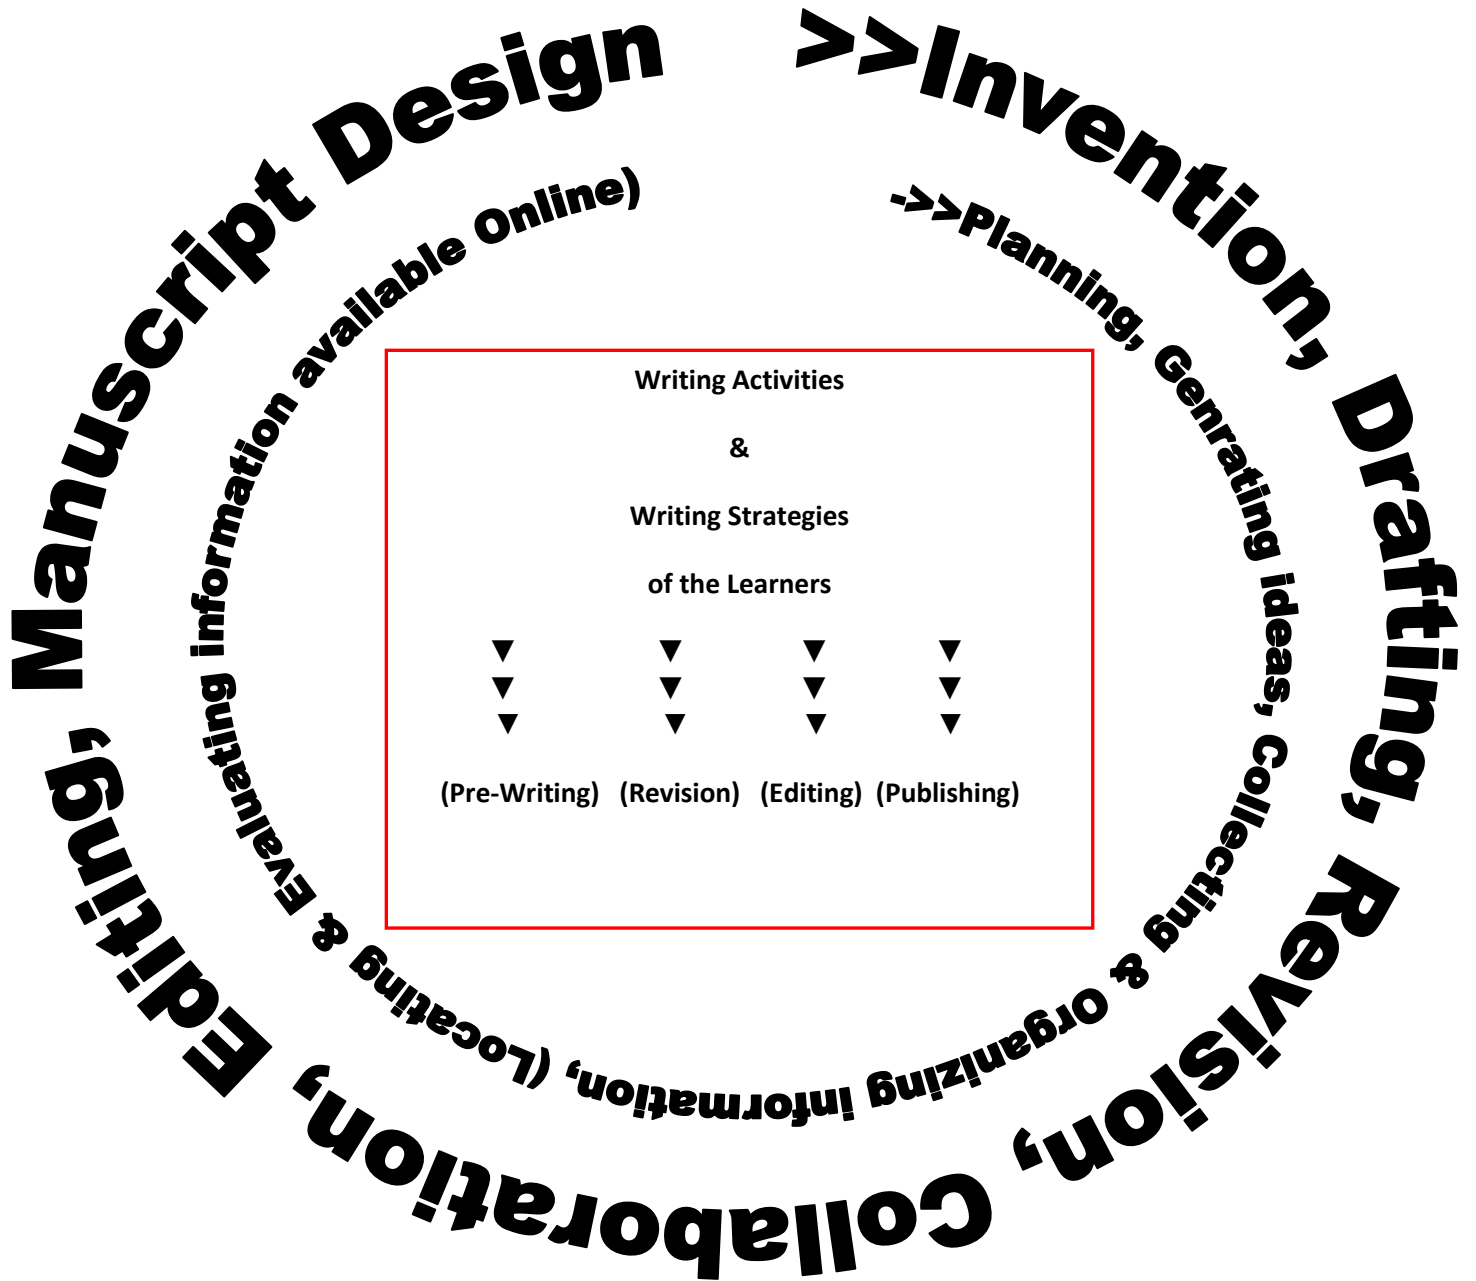 >>Invention, Drafting, Revision, Collaboration, Editing, Manuscript Design
->>Planning, Genrating ideas, Collecting & Organizing information, (Locating & Evaluating information available Online)
Writing Activities
&
Writing Strategies
of the Learners
▼ ▼ ▼ ▼
▼ ▼ ▼ ▼
▼ ▼ ▼ ▼
(Pre-Writing) (Revision) (Editing) (Publishing)